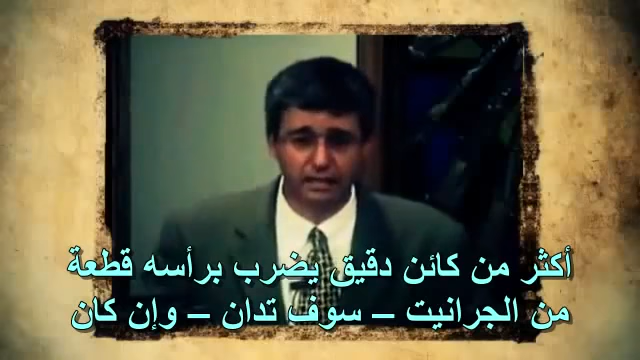 أكثر من كائن دقيق يضرب برأسه قطعة
من الجرانيت – سوف تدان – وإن كان